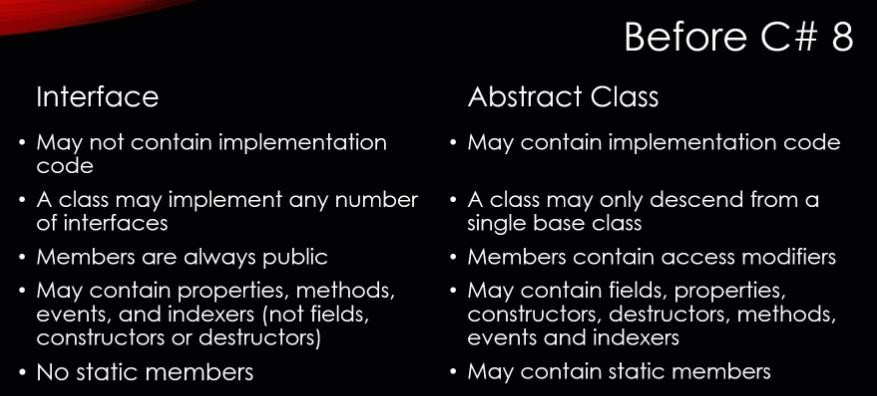 Before C# 8
Interface
• May not contain implementation
code
• A class may implement any number
of interfaces
• Members are always public
• May contain properties, methods,
events, and indexers (not fields,
constructors or destructors)
• No static members
Abstract Class
• May contain implementation code
• A class may only descend from a
single base class
• Members contain access modifiers
• May contain fields, properties,
constructors, destructors, methods,
events and indexers
• May contain static members